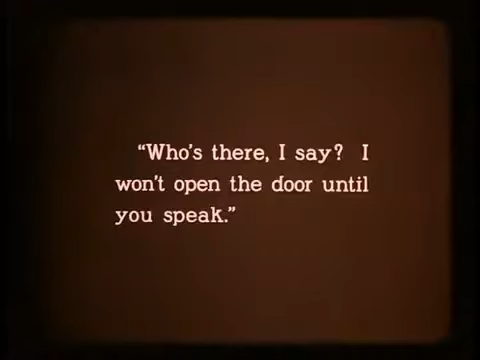 “Who's there, I say?  I
won't open the door until
you speak.”